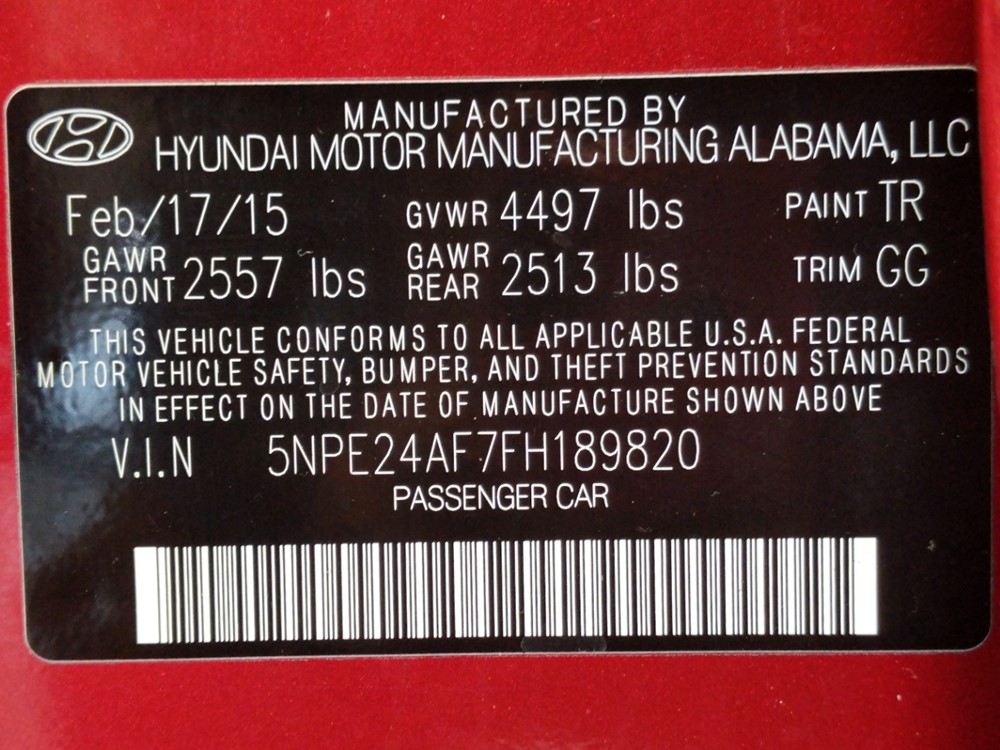 MANUFACTURED BY
HYUNDAI MOTOR MANUFACTURING ALABAMA, LLC
Feb/17/15 GVWR 4497 lbs PAINT TR
GAWR FRONT 2557 lbs GAWR REAR 2513 lbs TRIM GG
THIS VEHICLE CONFORMS TO ALL APPLICABLE U.S.A. FEDERAL
MOTOR VEHICLE SAFETY, BUMPER, AND THEFT PREVENTION STANDARDS
IN EFFECT ON THE DATE OF MANUFACTURE SHOWN ABOVE
V.I.N 5NPE24AF7FH189820
PASSENGER CAR